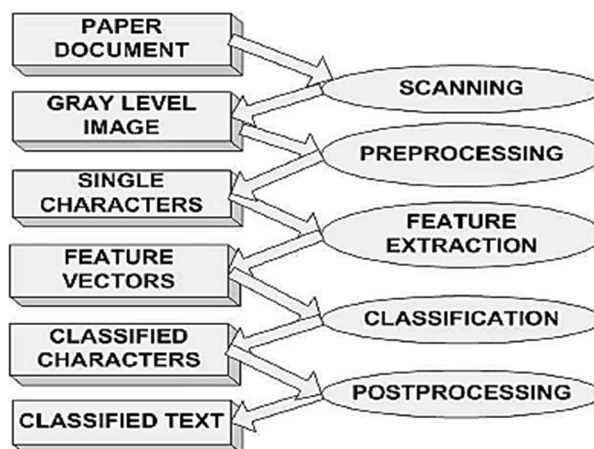 PAPER
DOCUMENT
SCANNING
GRAY LEVEL
IMAGE
PREPROCESSING
SINGLE
CHARACTERS
FEATURE
EXTRACTION
FEATURE
VECTORS
CLASSIFICATION
CLASSIFIED
CHARACTERS
POSTPROCESSING
CLASSIFIED TEXT